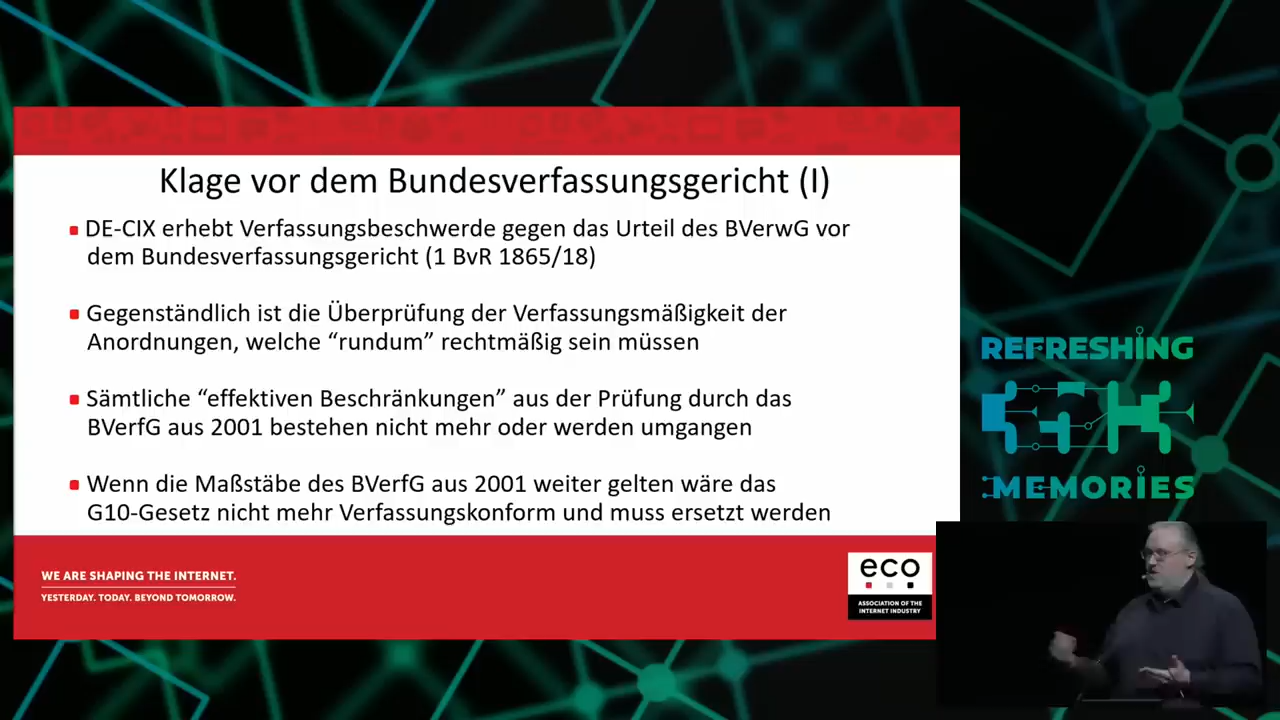 Klage vor dem Bundesverfassungsgericht (I)
DE-CIX erhebt Verfassungsbeschwerde gegen das Urteil des BVerwG vor
dem Bundesverfassungsgericht (1 BvR 1865/18)
Gegenständlich ist die Überprüfung der Verfassungsmäßigkeit der
Anordnungen, welche “rundum” rechtmäßig sein müssen
Sämtliche “effektiven Beschränkungen” aus der Prüfung durch das
BVerfG aus 2001 bestehen nicht mehr oder werden umgangen
Wenn die Maßstäbe des BVerfG aus 2001 weiter gelten wäre das
G10-Gesetz nicht mehr Verfassungskonform und muss ersetzt werden
WE ARE SHAPING THE INTERNET.
YESTERDAY. TODAY. BEYOND TOMORROW.
eco
ASSOCIATION OF THE
INTERNET INDUSTRY
REFRESHING
MEMORIES